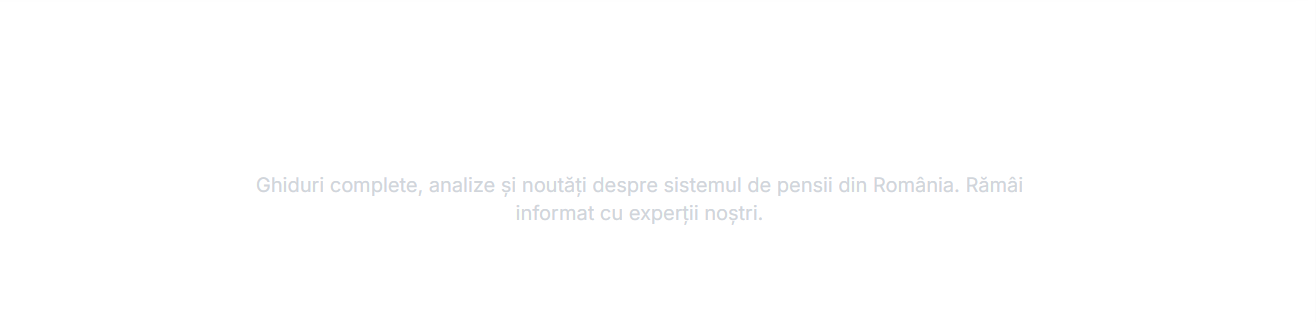 Ghiduri complete, analize și noutăți despre sistemul de pensii din România. Rămâi
informat cu experții noștri.